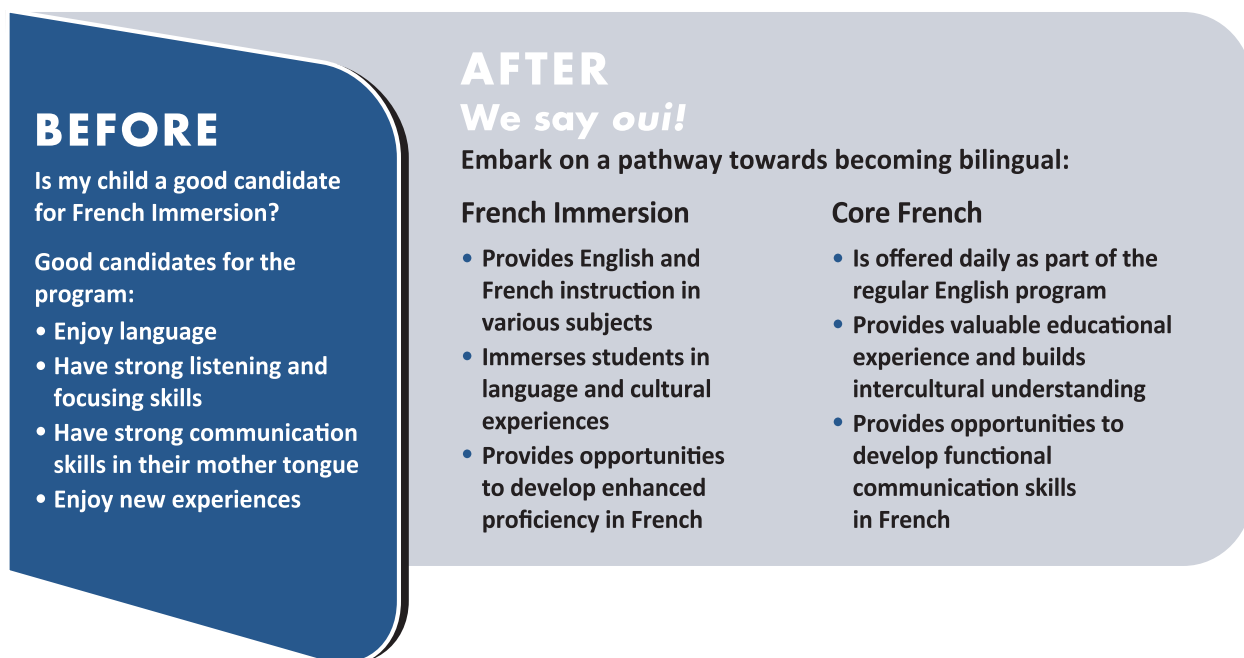 BEFORE
Is my child a good candidate
for French Immersion?
Good candidates for the
program:
• Enjoy language
• Have strong listening and
focusing skills
• Have strong communication
skills in their mother tongue
• Enjoy new experiences
AFTER
We say oui!
Embark on a pathway towards becoming bilingual:
French Immersion
• Provides English and
French instruction in
various subjects
• Immerses students in
language and cultural
experiences
• Provides opportunities
to develop enhanced
proficiency in French
Core French
• Is offered daily as part of the
regular English program
• Provides valuable educational
experience and builds
intercultural understanding
• Provides opportunities to
develop functional
communication skills
in French